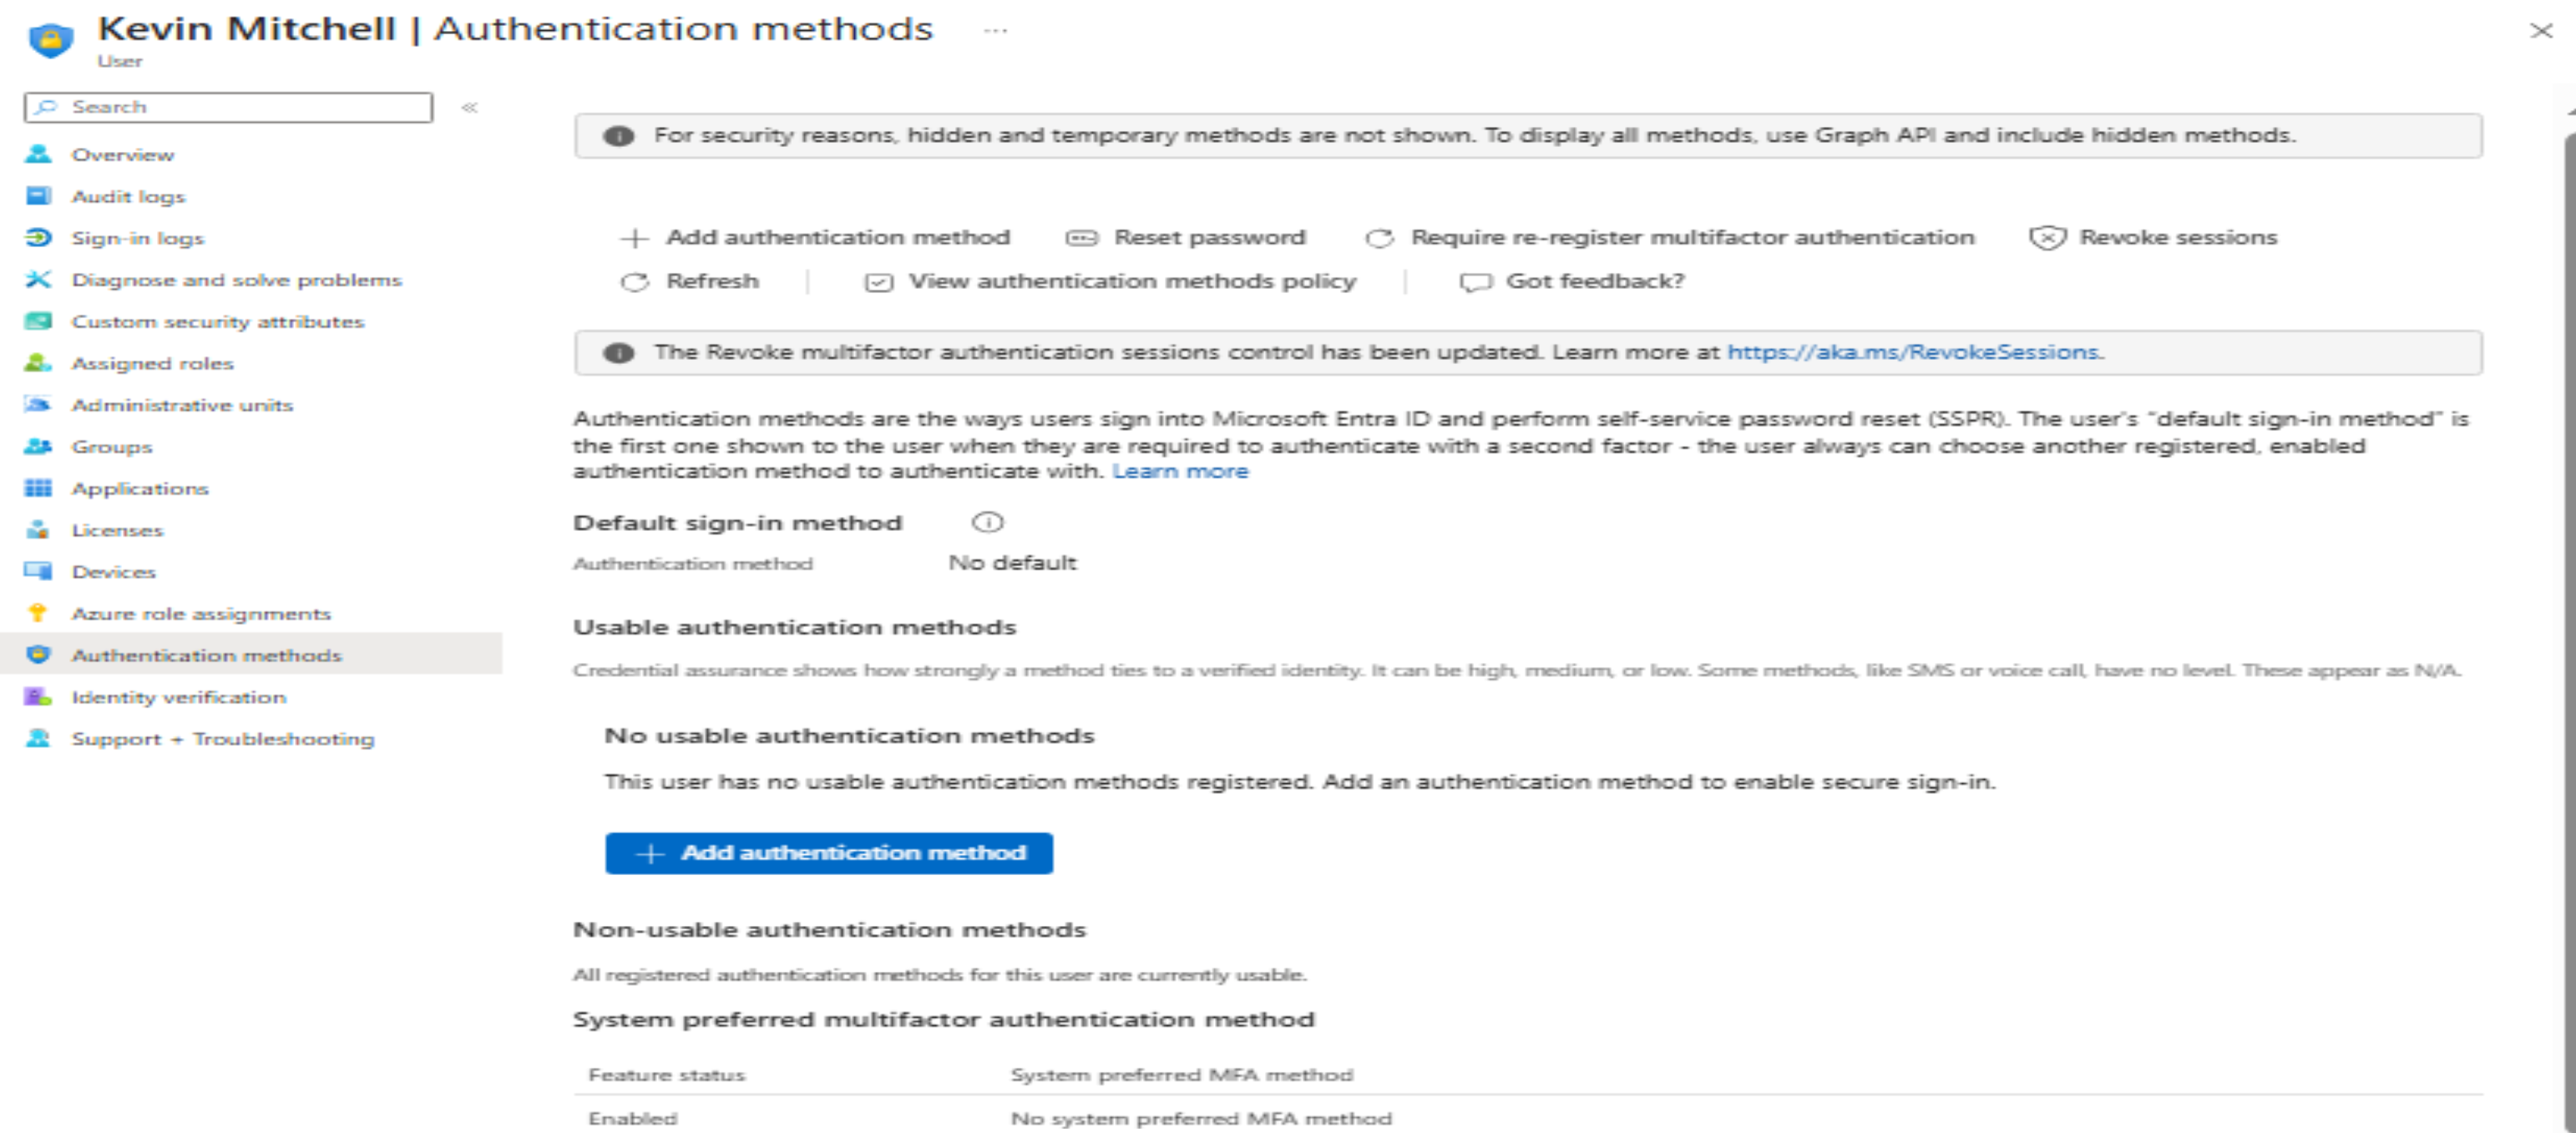 Kevin Mitchell | Authentication methods ...
User
Search
Overview
Audit logs
Sign-in logs
Diagnose and solve problems
Custom security attributes
Assigned roles
Administrative units
Groups
Applications
Licenses
Devices
Azure role assignments
Authentication methods
Identity verification
Support + Troubleshooting
For security reasons, hidden and temporary methods are not shown. To display all methods, use Graph API and include hidden methods.
Add authentication method Reset password Require re-register multifactor authentication Revoke sessions
Refresh | View authentication methods policy | Got feedback?
The Revoke multifactor authentication sessions control has been updated. Learn more at https://aka.ms/RevokeSessions.
Authentication methods are the ways users sign into Microsoft Entra ID and perform self-service password reset (SSPR). The user's "default sign-in method" is
the first one shown to the user when they are required to authenticate with a second factor - the user always can choose another registered, enabled
authentication method to authenticate with. Learn more
Default sign-in method
Authentication method No default
Usable authentication methods
Credential assurance shows how strongly a method ties to a verified identity. It can be high, medium, or low. Some methods, like SMS or voice call, have no level. These appear as N/A.
No usable authentication methods
This user has no usable authentication methods registered. Add an authentication method to enable secure sign-in.
Add authentication method
Non-usable authentication methods
All registered authentication methods for this user are currently usable.
System preferred multifactor authentication method
Feature status System preferred MFA method
Enabled No system preferred MFA method